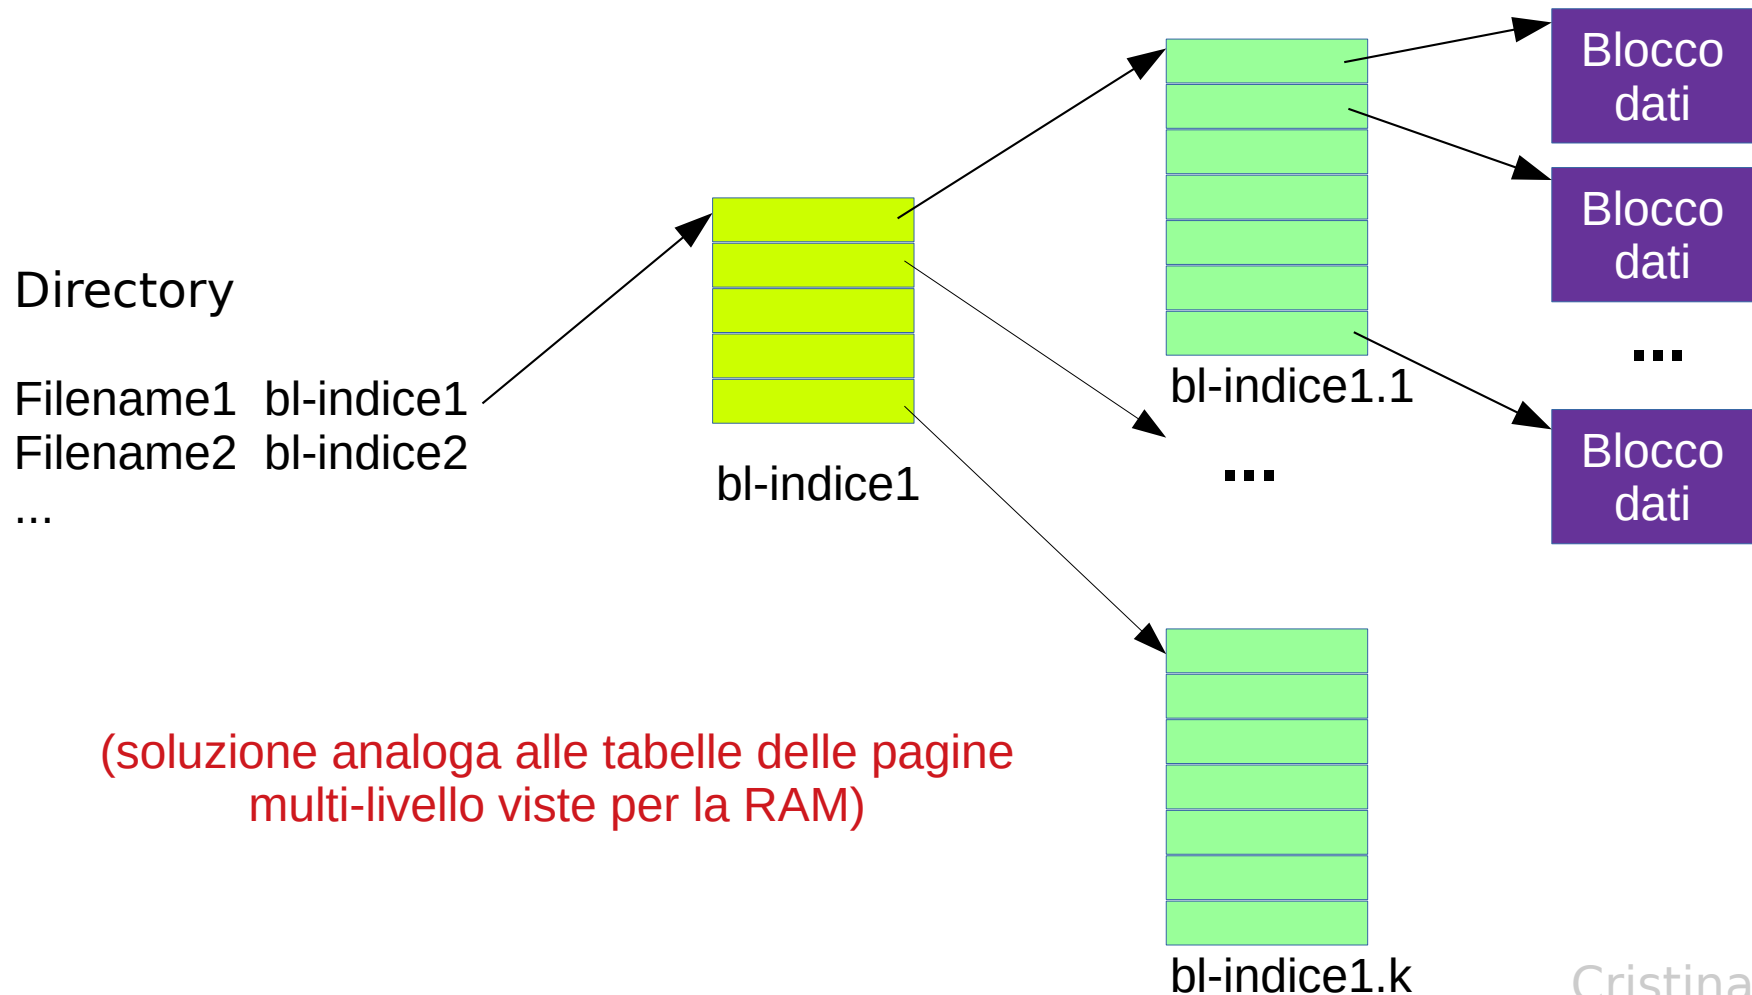 Blocco
dati
Blocco
dati
...
Blocco
dati
Directory
Filename1 bl-indice1
Filename2 bl-indice2
...
bl-indice1
bl-indice1.1
...
bl-indice1.k
(soluzione analoga alle tabelle delle pagine
multi-livello viste per la RAM)
Cristina